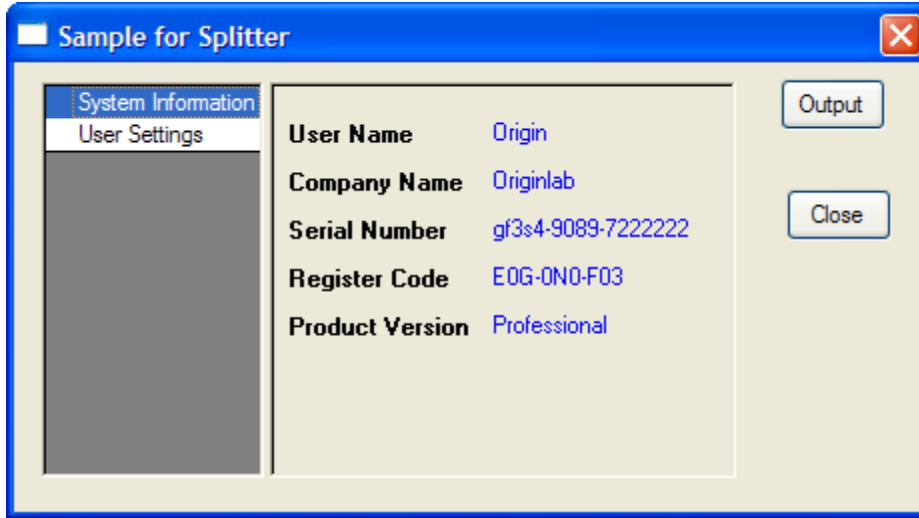 Sample for Splitter
System Information
User Settings
User Name Origin
Company Name Originlab
Serial Number gf3s4-9089-7222222
Register Code E0G-0N0-F03
Product Version Professional
Output
Close